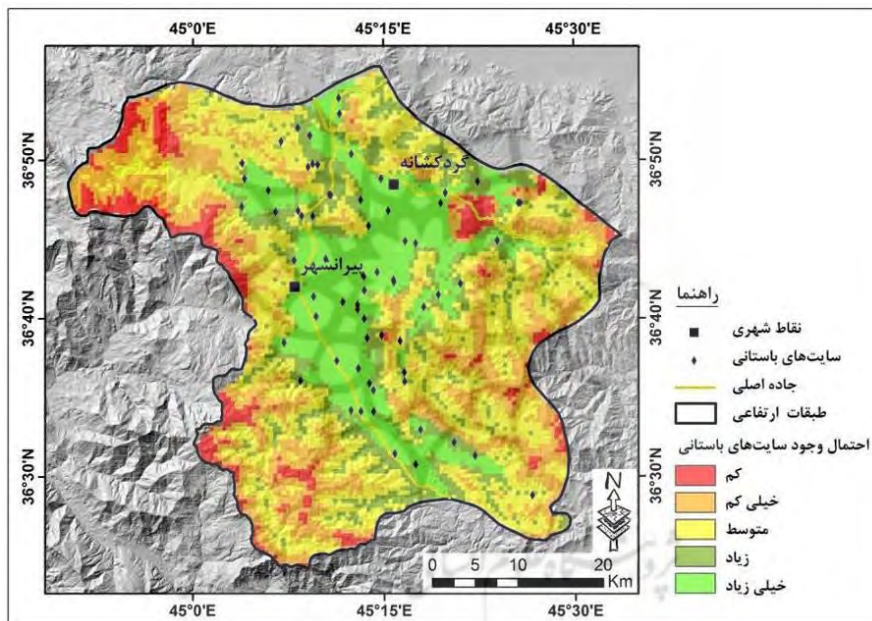 45°0'E 45°15'E 45°30'E
36°50'N 36°50'N
گردکشانه
پیرانشهر
36°40'N 36°40'N
36°30'N 36°30'N
راهنما
نقاط شهری
سایت‌های باستانی
جاده اصلی
طبقات ارتفاعی
احتمال وجود سایت‌های باستانی
کم
خیلی کم
متوسط
زیاد
خیلی زیاد
N
0 5 10 20
Km
45°0'E 45°15'E 45°30'E